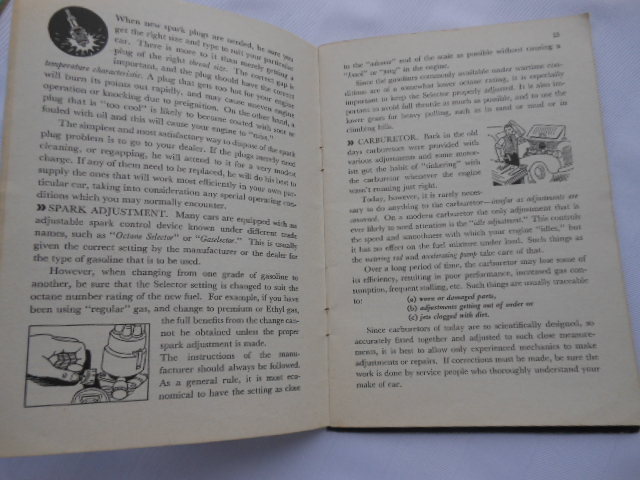 When new spark plugs are needed, be sure you
get the right size and type to suit your particular
car. There is more to it than merely getting a
plug of the right thread size. The correct gap is
important, and the plug should have the correct
temperature characteristic. A plug that gets too hot for your engine
will burn its points out rapidly, and may cause uneven engine
operation or knocking due to preignition. On the other hand, a
plug that is "too cool" is likely to become coated with soot or
fouled with oil and this will cause your engine to "miss."
The simplest and most satisfactory way to dispose of the spark
plug problem is to go to your dealer. If the plugs merely need
cleaning, or regapping, he will attend to it for a very modest
charge. If any of them need to be replaced, he will do his best to
supply the ones that will work most efficiently in your own par-
ticular car, taking into consideration any special operating con-
ditions which you may normally encounter.
» SPARK ADJUSTMENT. Many cars are equipped with an
adjustable spark control device known under different trade
names, such as "Octane Selector" or "Gaselector." This is usually
given the correct setting by the manufacturer or the dealer for
the type of gasoline that is to be used.
However, when changing from one grade of gasoline to
another, be sure that the Selector setting is changed to suit the
octane number rating of the new fuel. For example, if you have
been using "regular" gas, and change to premium or Ethyl gas,
the full benefits from the change can-
not be obtained unless the proper
spark adjustment is made.
The instructions of the manu-
facturer should always be followed.
As a general rule, it is most eco-
nomical to have the setting as close
to the "advance" end of the scale as possible without causing a
"knock" or "ping" in the engine.
Since the gasolines commonly available under wartime con-
ditions are of a somewhat lower octane rating, it is especially
important to keep the Selector properly adjusted. It is also im-
portant to avoid full throttle as much as possible, and to use the
lower gears for heavy pulling, such as in sand or mud or in
climbing hills.
» CARBURETOR. Back in the old
days carburetors were provided with
various adjustments and some motor-
ists got the habit of "tinkering" with
the carburetor whenever the engine
wasn't running just right.
Today, however, it is rarely neces-
sary to do anything to the carburetor—insofar as adjustments are
concerned. On a modern carburetor the only adjustment that is
ever likely to need attention is the "idle adjustment." This controls
the speed and smoothness with which your engine "idles," but
it has no effect on the fuel mixture under load. Such things as
the metering rod and accelerating pump take care of that.
Over a long period of time, the carburetor may lose some of
its efficiency, resulting in poor performance, increased gas con-
sumption, frequent stalling, etc. Such things are usually traceable
to:
(a) worn or damaged parts,
(b) adjustments getting out of order or
(c) jets clogged with dirt.
Since carburetors of today are so scientifically designed, so
accurately fitted together and adjusted to such close measure-
ments, it is best to allow only experienced mechanics to make
adjustments or repairs. If corrections must be made, be sure the
work is done by service people who thoroughly understand your
make of car.